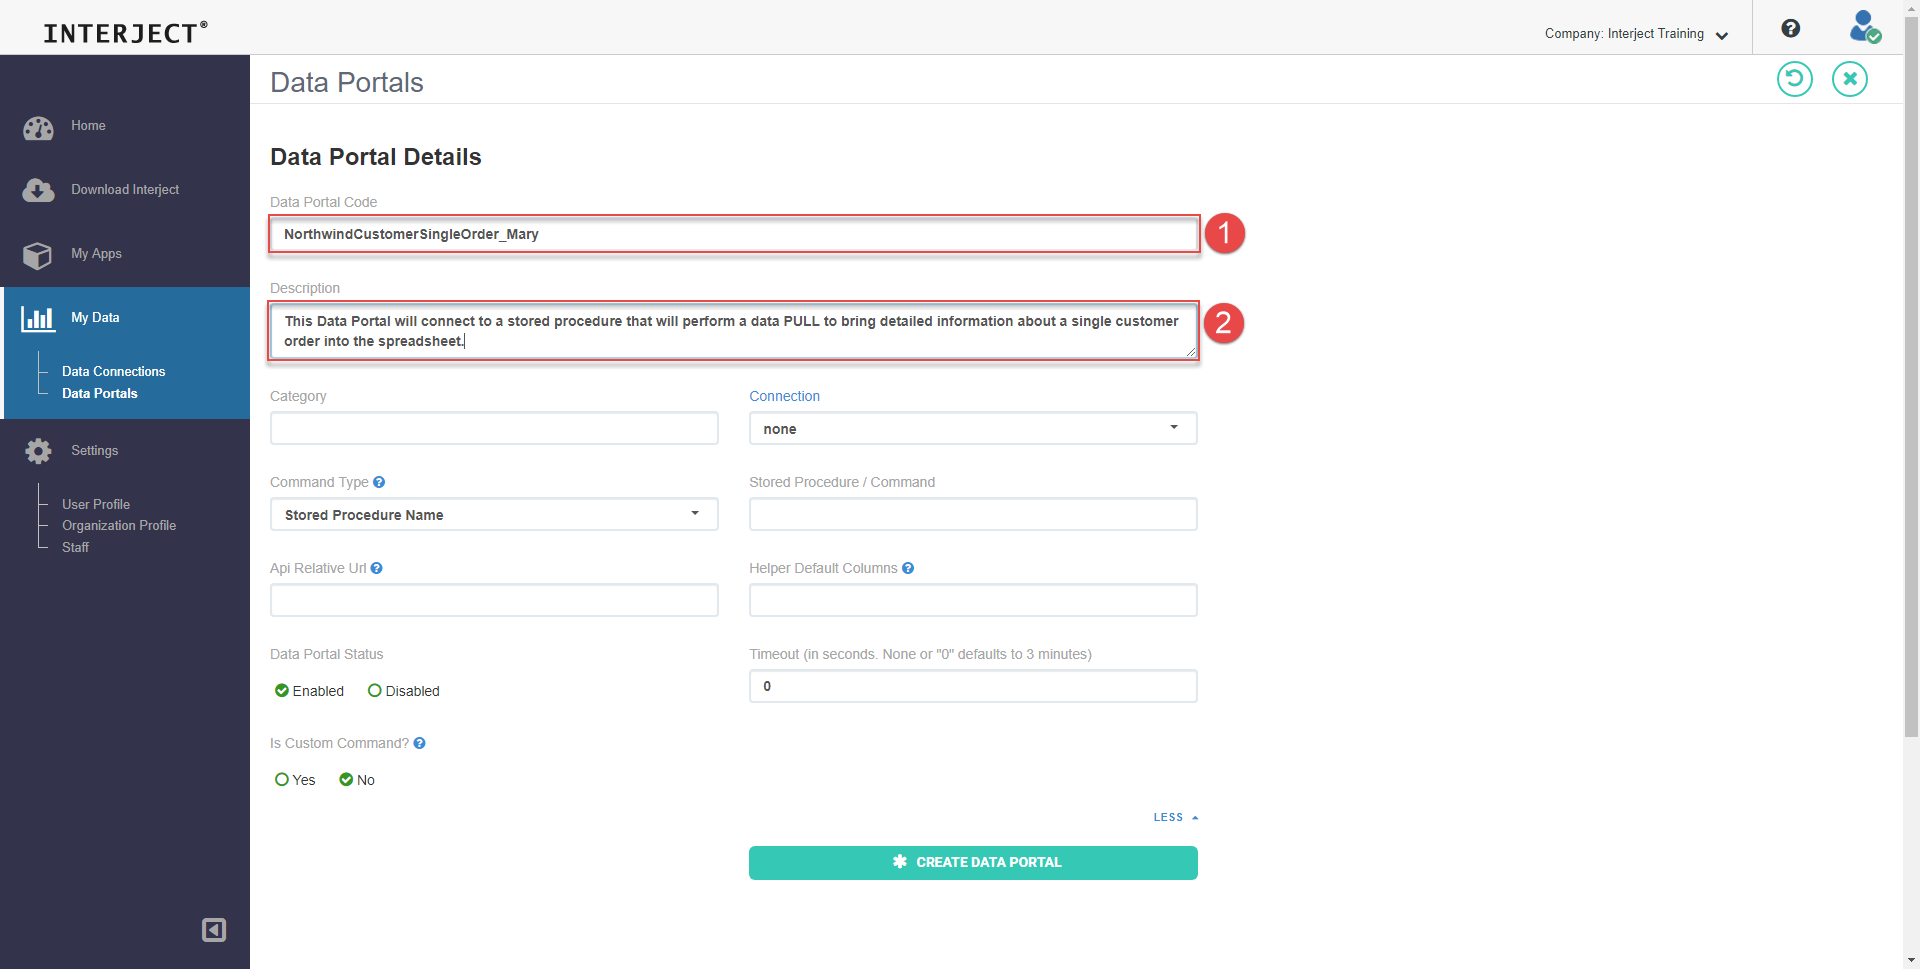 INTERJECT®
Company: Interject Training
Data Portals
Home
Download Interject
My Apps
My Data
Data Connections
Data Portals
Settings
User Profile
Organization Profile
Staff
Data Portal Details
Data Portal Code
NorthwindCustomerSingleOrder_Mary
1
Description
This Data Portal will connect to a stored procedure that will perform a data PULL to bring detailed information about a single customer
order into the spreadsheet.
2
Category
Connection
none
Command Type
Stored Procedure / Command
Stored Procedure Name
Api Relative Url
Helper Default Columns
Data Portal Status
Timeout (in seconds. None or "0" defaults to 3 minutes)
Enabled Disabled
0
Is Custom Command?
Yes No
LESS
CREATE DATA PORTAL